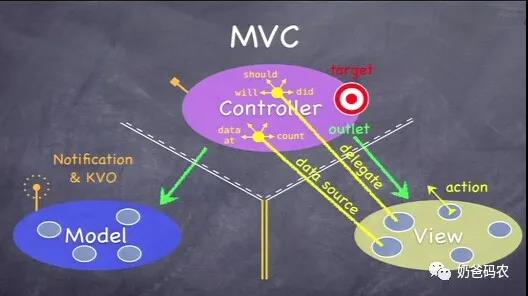 MVC
should
will
did
target
Controller
data
at
count
outlet
Notification
& KVO
data source
delegate
action
Model
View
奶爸码农